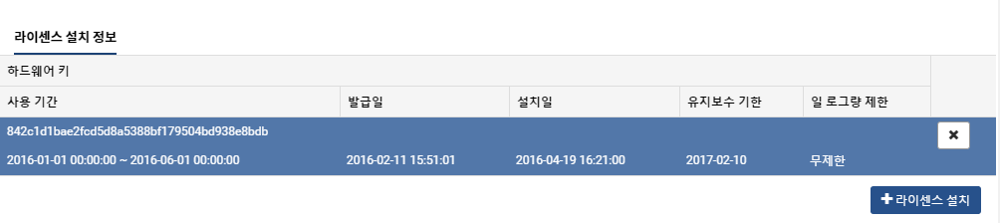 라이센스 설치 정보
하드웨어 키
사용 기간 발급일 설치일 유지보수 기한 일 로그량 제한
842c1d1bae2fcd5d8a5388bf179504bd938e8bdb
2016-01-01 00:00:00 ~ 2016-06-01 00:00:00 2016-02-11 15:51:01 2016-04-19 16:21:00 2017-02-10 무제한
라이센스 설치